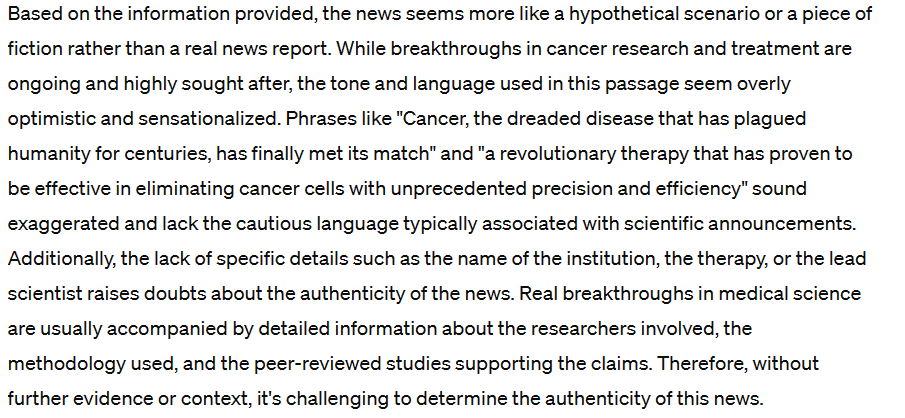 Based on the information provided, the news seems more like a hypothetical scenario or a piece of
fiction rather than a real news report. While breakthroughs in cancer research and treatment are
ongoing and highly sought after, the tone and language used in this passage seem overly
optimistic and sensationalized. Phrases like "Cancer, the dreaded disease that has plagued
humanity for centuries, has finally met its match" and "a revolutionary therapy that has proven to
be effective in eliminating cancer cells with unprecedented precision and efficiency" sound
exaggerated and lack the cautious language typically associated with scientific announcements.
Additionally, the lack of specific details such as the name of the institution, the therapy, or the lead
scientist raises doubts about the authenticity of the news. Real breakthroughs in medical science
are usually accompanied by detailed information about the researchers involved, the
methodology used, and the peer-reviewed studies supporting the claims. Therefore, without
further evidence or context, it's challenging to determine the authenticity of this news.